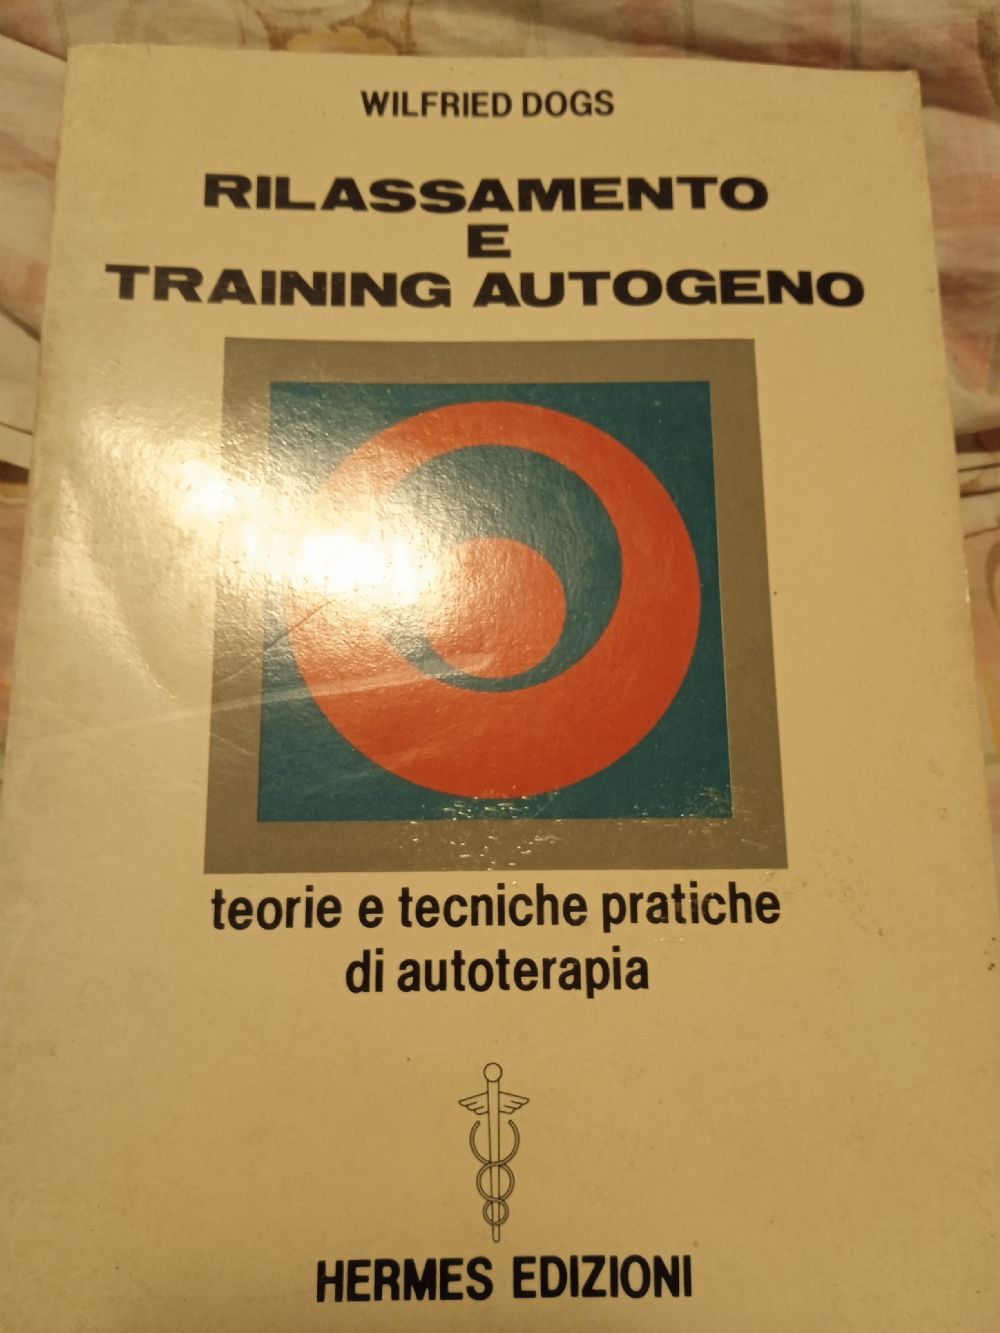 WILFRIED DOGS
RILASSAMENTO
E
TRAINING AUTOGENO
teorie e tecniche pratiche
di autoterapia
HERMES EDIZIONI